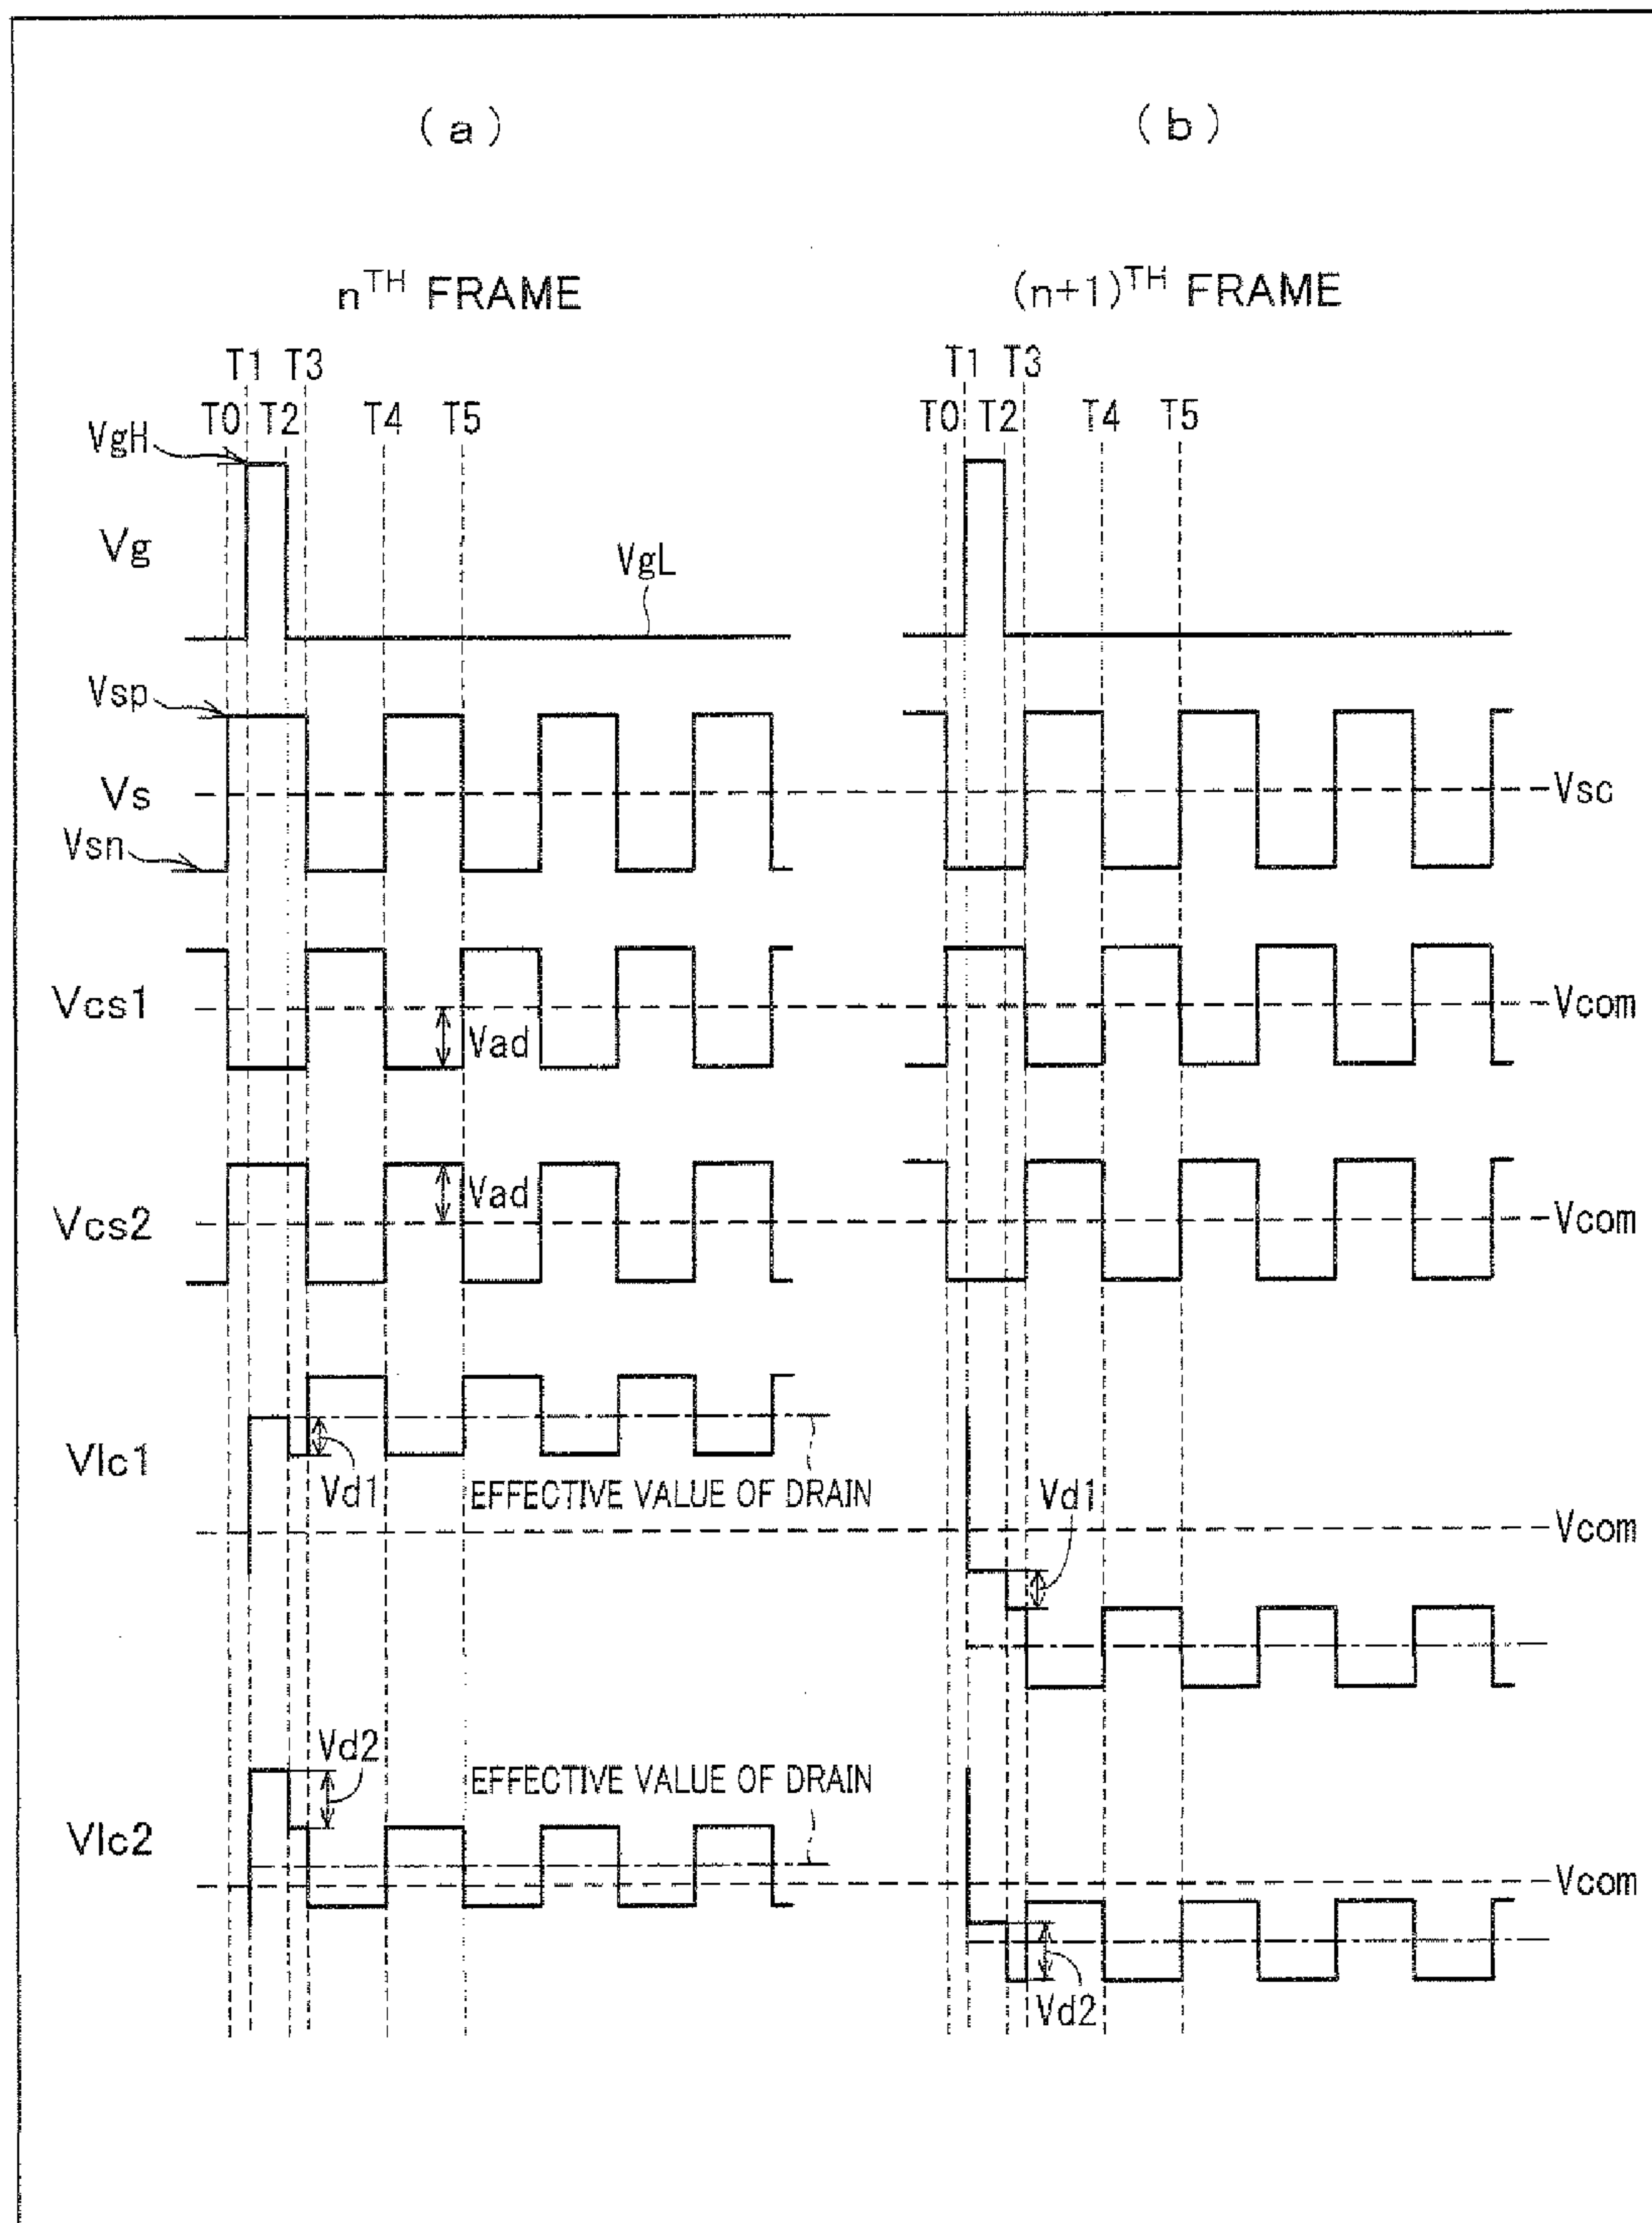 (a) (b)
nTH FRAME (n+1)TH FRAME
T1 T3 T1 T3
T0 T2 T4 T5 T0 T2 T4 T5
VgH
Vg
VgL
Vsp
Vs Vsc
Vsn
Vcs1 Vcom
Vad
Vad
Vcs2 Vcom
Vlc1
Vd1 EFFECTIVE VALUE OF DRAIN Vd1
Vcom
Vd2 EFFECTIVE VALUE OF DRAIN
Vlc2 Vcom
Vd2